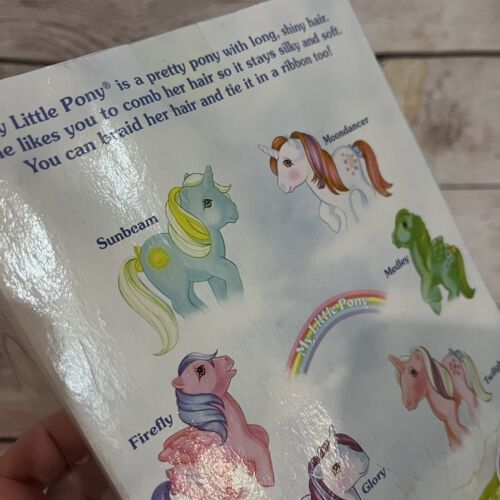 Little Pony® is a pretty pony with long, shiny hair.
likes you to comb her hair so it stays silky and soft.
You can braid her hair and tie it in a ribbon too!
Moondancer
Sunbeam
Medley
My Little Pony
Firefly
Glory